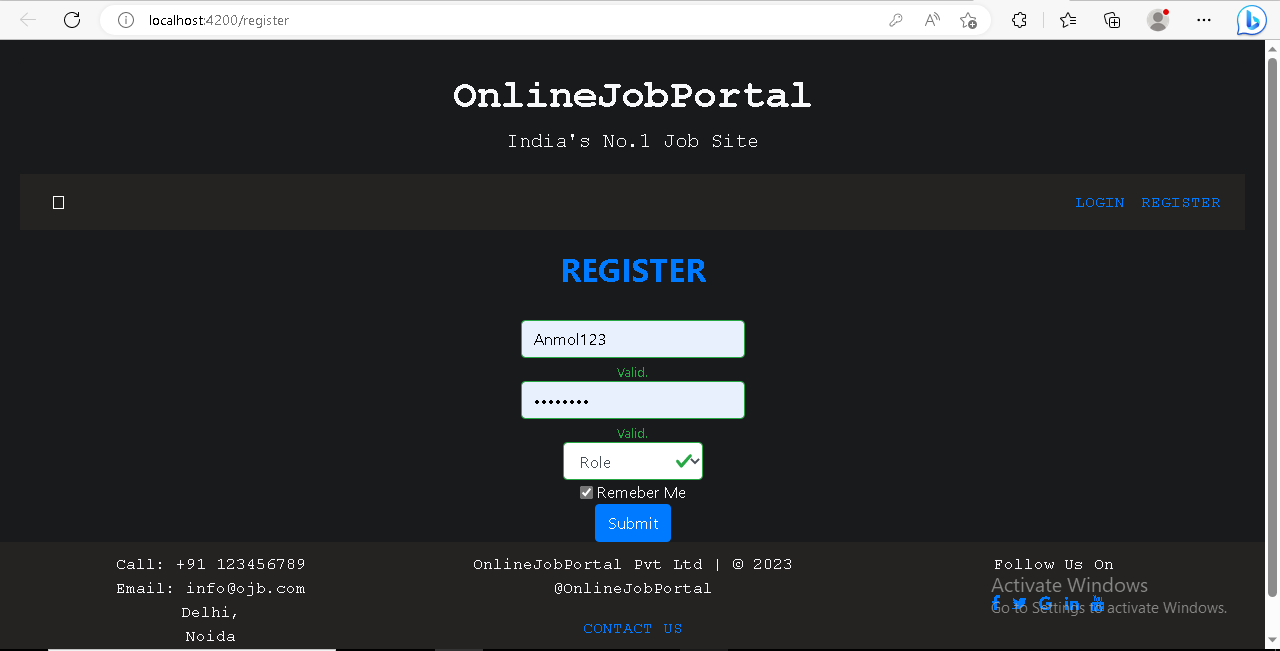 localhost:4200/register
OnlineJobPortal
India's No.1 Job Site
LOGIN REGISTER
REGISTER
Anmol123
Valid.
••••••••
Valid.
Role
Remeber Me
Submit
Call: +91 123456789
Email: info@ojb.com
Delhi,
Noida
OnlineJobPortal Pvt Ltd | © 2023
@OnlineJobPortal
CONTACT US
Follow Us On
Activate Windows
Go to Settings to activate Windows.